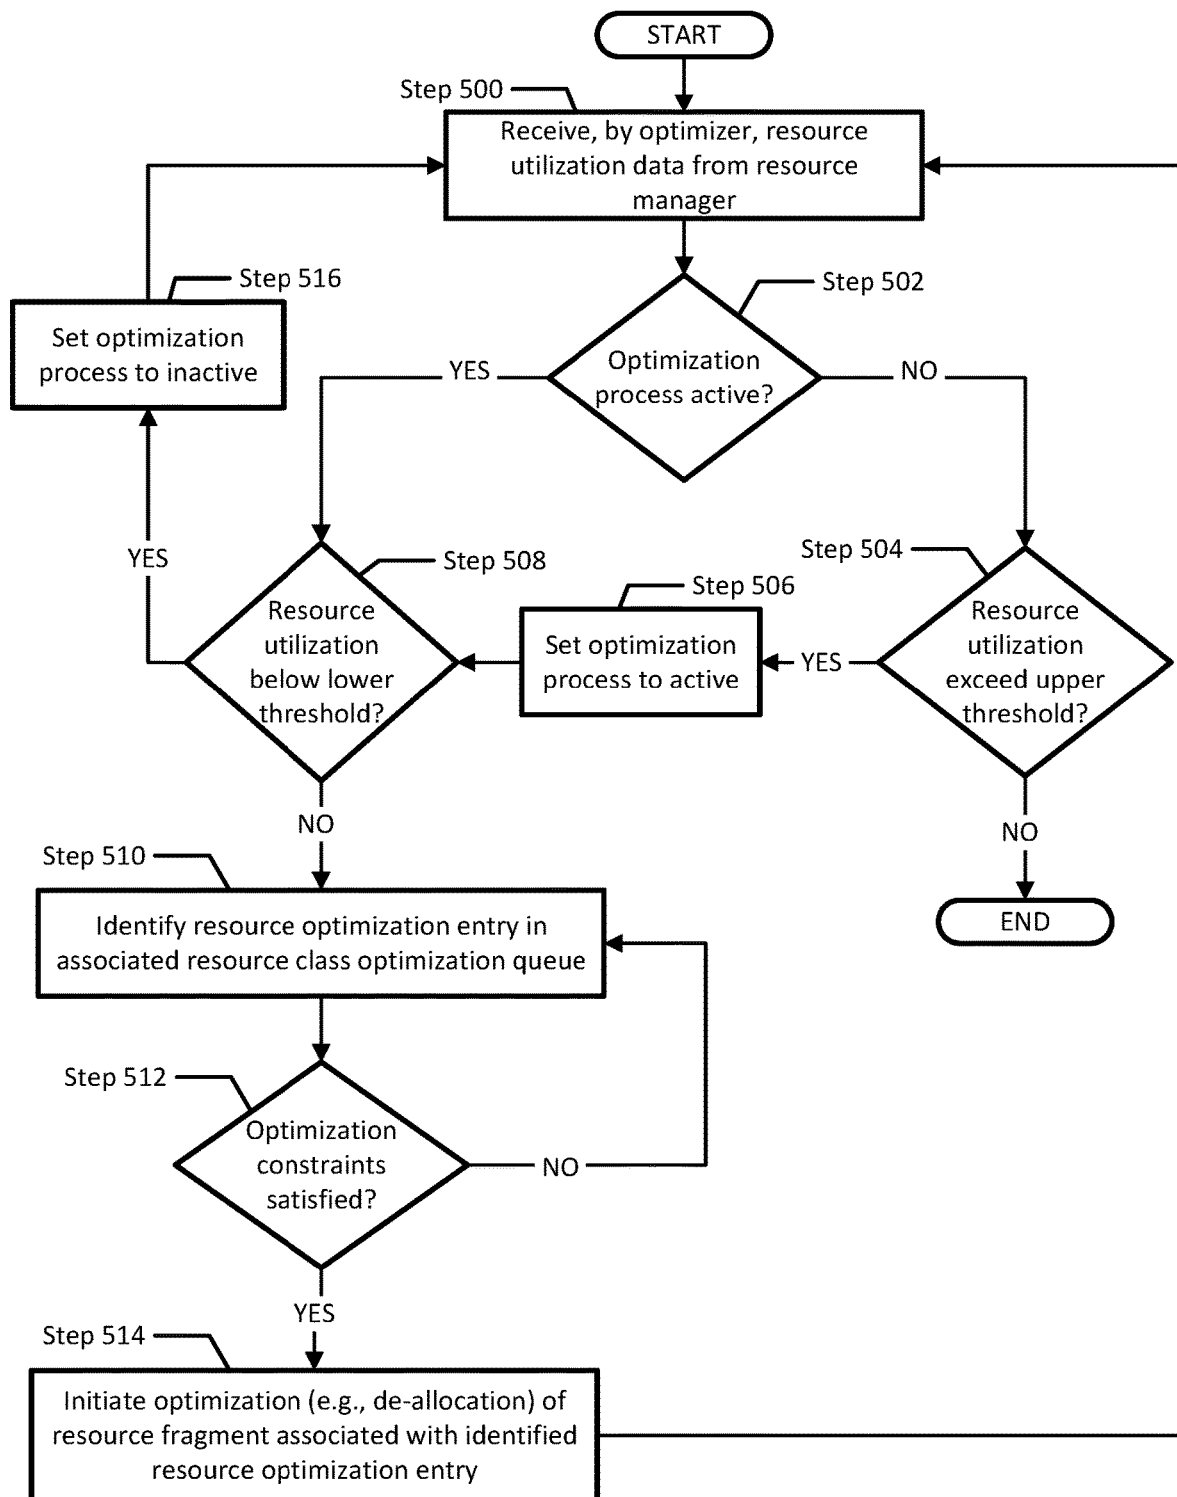 START
Step 500
Receive, by optimizer, resource
utilization data from resource
manager
Step 516
Set optimization
process to inactive
Step 502
Optimization
process active?
YES
NO
YES
Step 508
Resource
utilization
below lower
threshold?
Step 506
Set optimization
process to active
YES
Step 504
Resource
utilization
exceed upper
threshold?
NO
NO
END
Step 510
Identify resource optimization entry in
associated resource class optimization queue
Step 512
Optimization
constraints
satisfied?
NO
YES
Step 514
Initiate optimization (e.g., de-allocation) of
resource fragment associated with identified
resource optimization entry